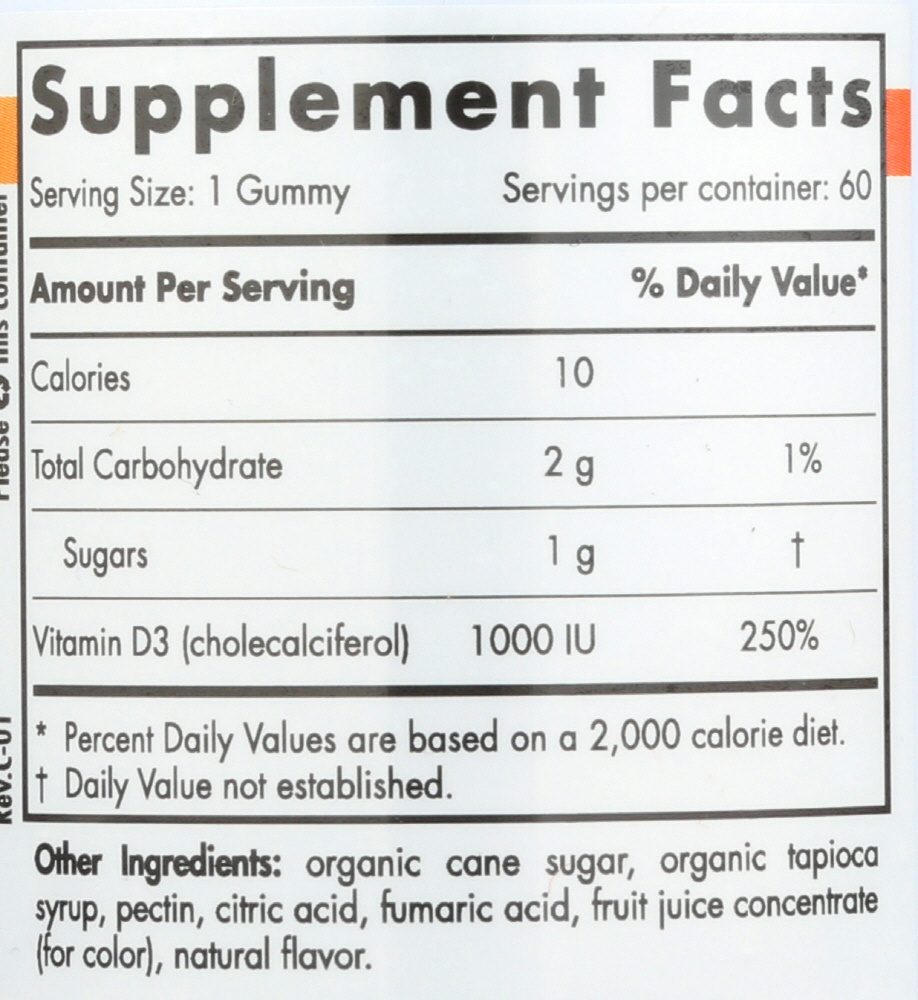 Supplement Facts
Serving Size: 1 Gummy Servings per container: 60
Amount Per Serving % Daily Value*
Calories 10
Total Carbohydrate 2 g 1%
Sugars 1 g †
Vitamin D3 (cholecalciferol) 1000 IU 250%
* Percent Daily Values are based on a 2,000 calorie diet.
† Daily Value not established.
Other Ingredients: organic cane sugar, organic tapioca
syrup, pectin, citric acid, fumaric acid, fruit juice concentrate
(for color), natural flavor.
Rev.C-01
Please This container